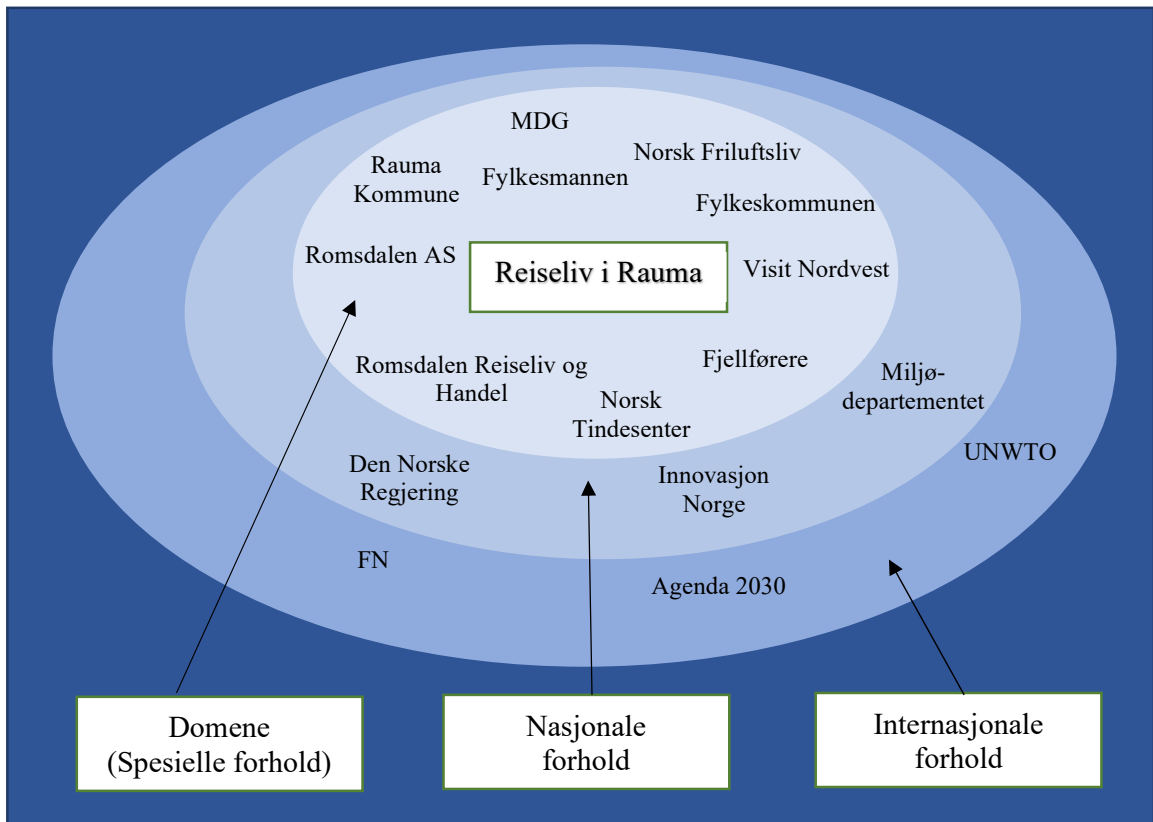 MDG
Norsk Friluftsliv
Rauma
Kommune
Fylkesmannen
Fylkeskommunen
Romsdalen AS
Reiseliv i Rauma
Visit Nordvest
Romsdalen Reiseliv og
Handel
Fjellførere
Norsk
Tindesenter
Miljø-
departementet
UNWTO
Den Norske
Regjering
Innovasjon
Norge
FN
Agenda 2030
Domene
(Spesielle forhold)
Nasjonale
forhold
Internasjonale
forhold